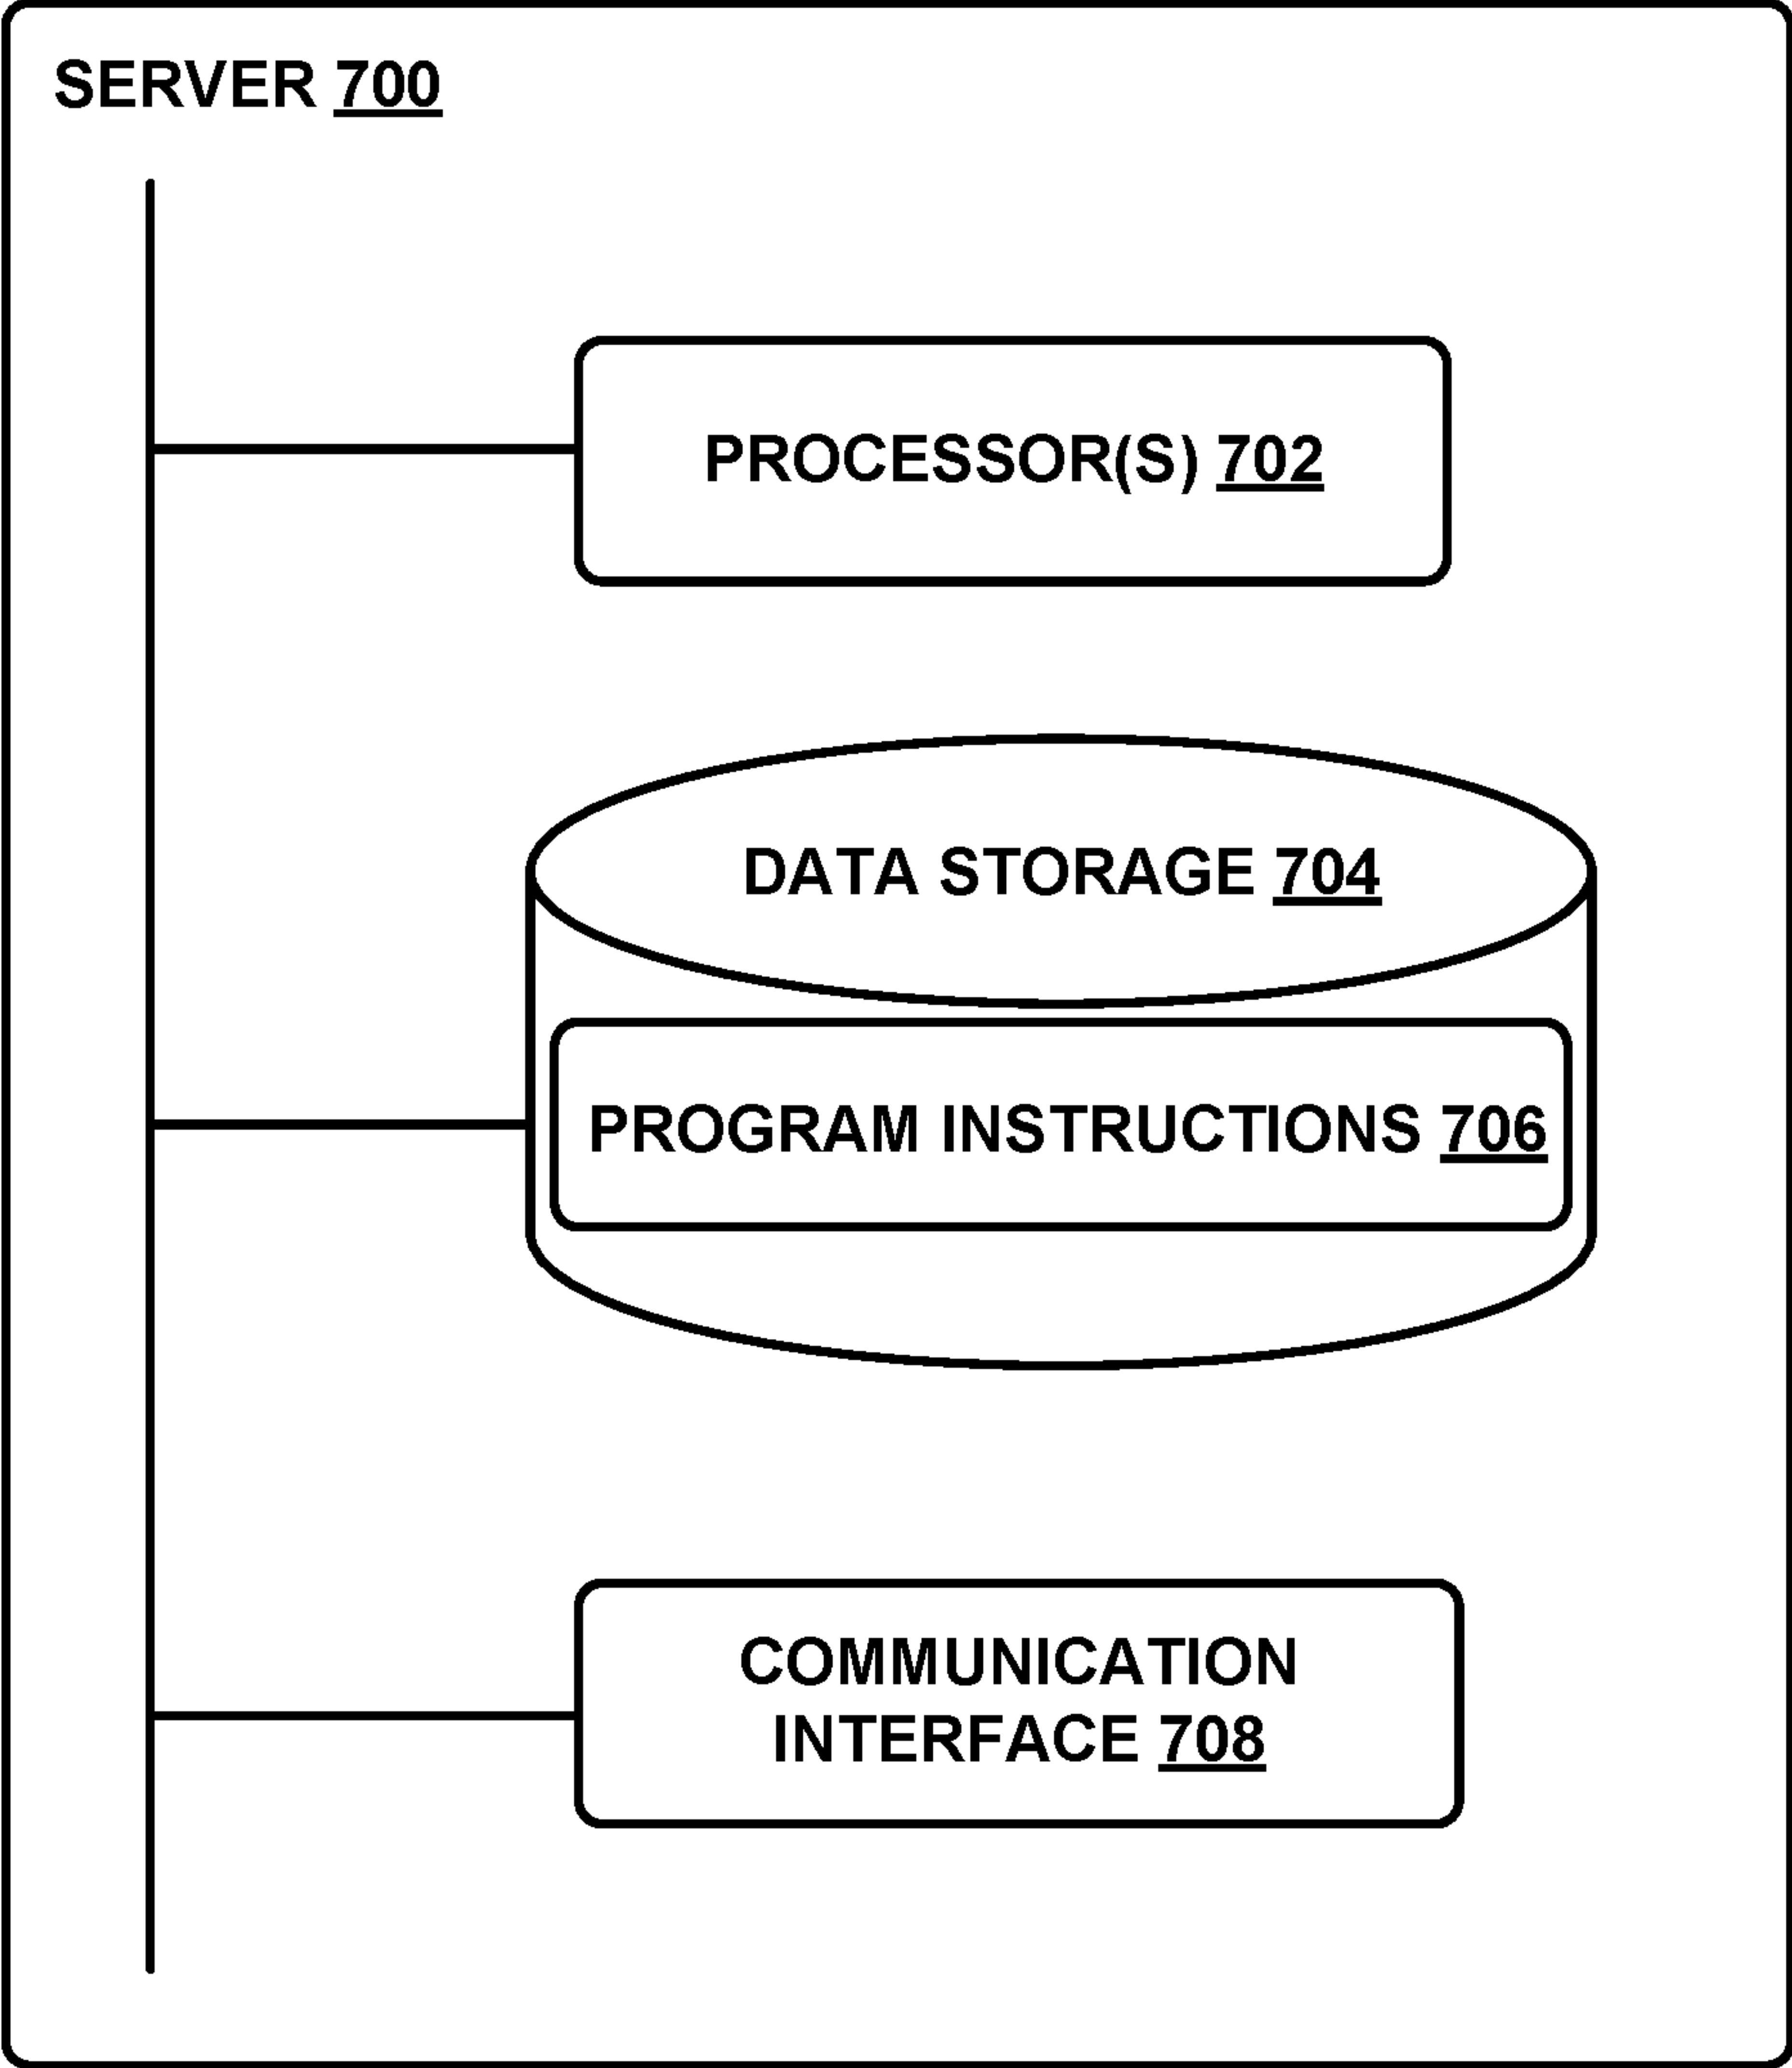 SERVER 700
PROCESSOR(S) 702
DATA STORAGE 704
PROGRAM INSTRUCTIONS 706
COMMUNICATION
INTERFACE 708